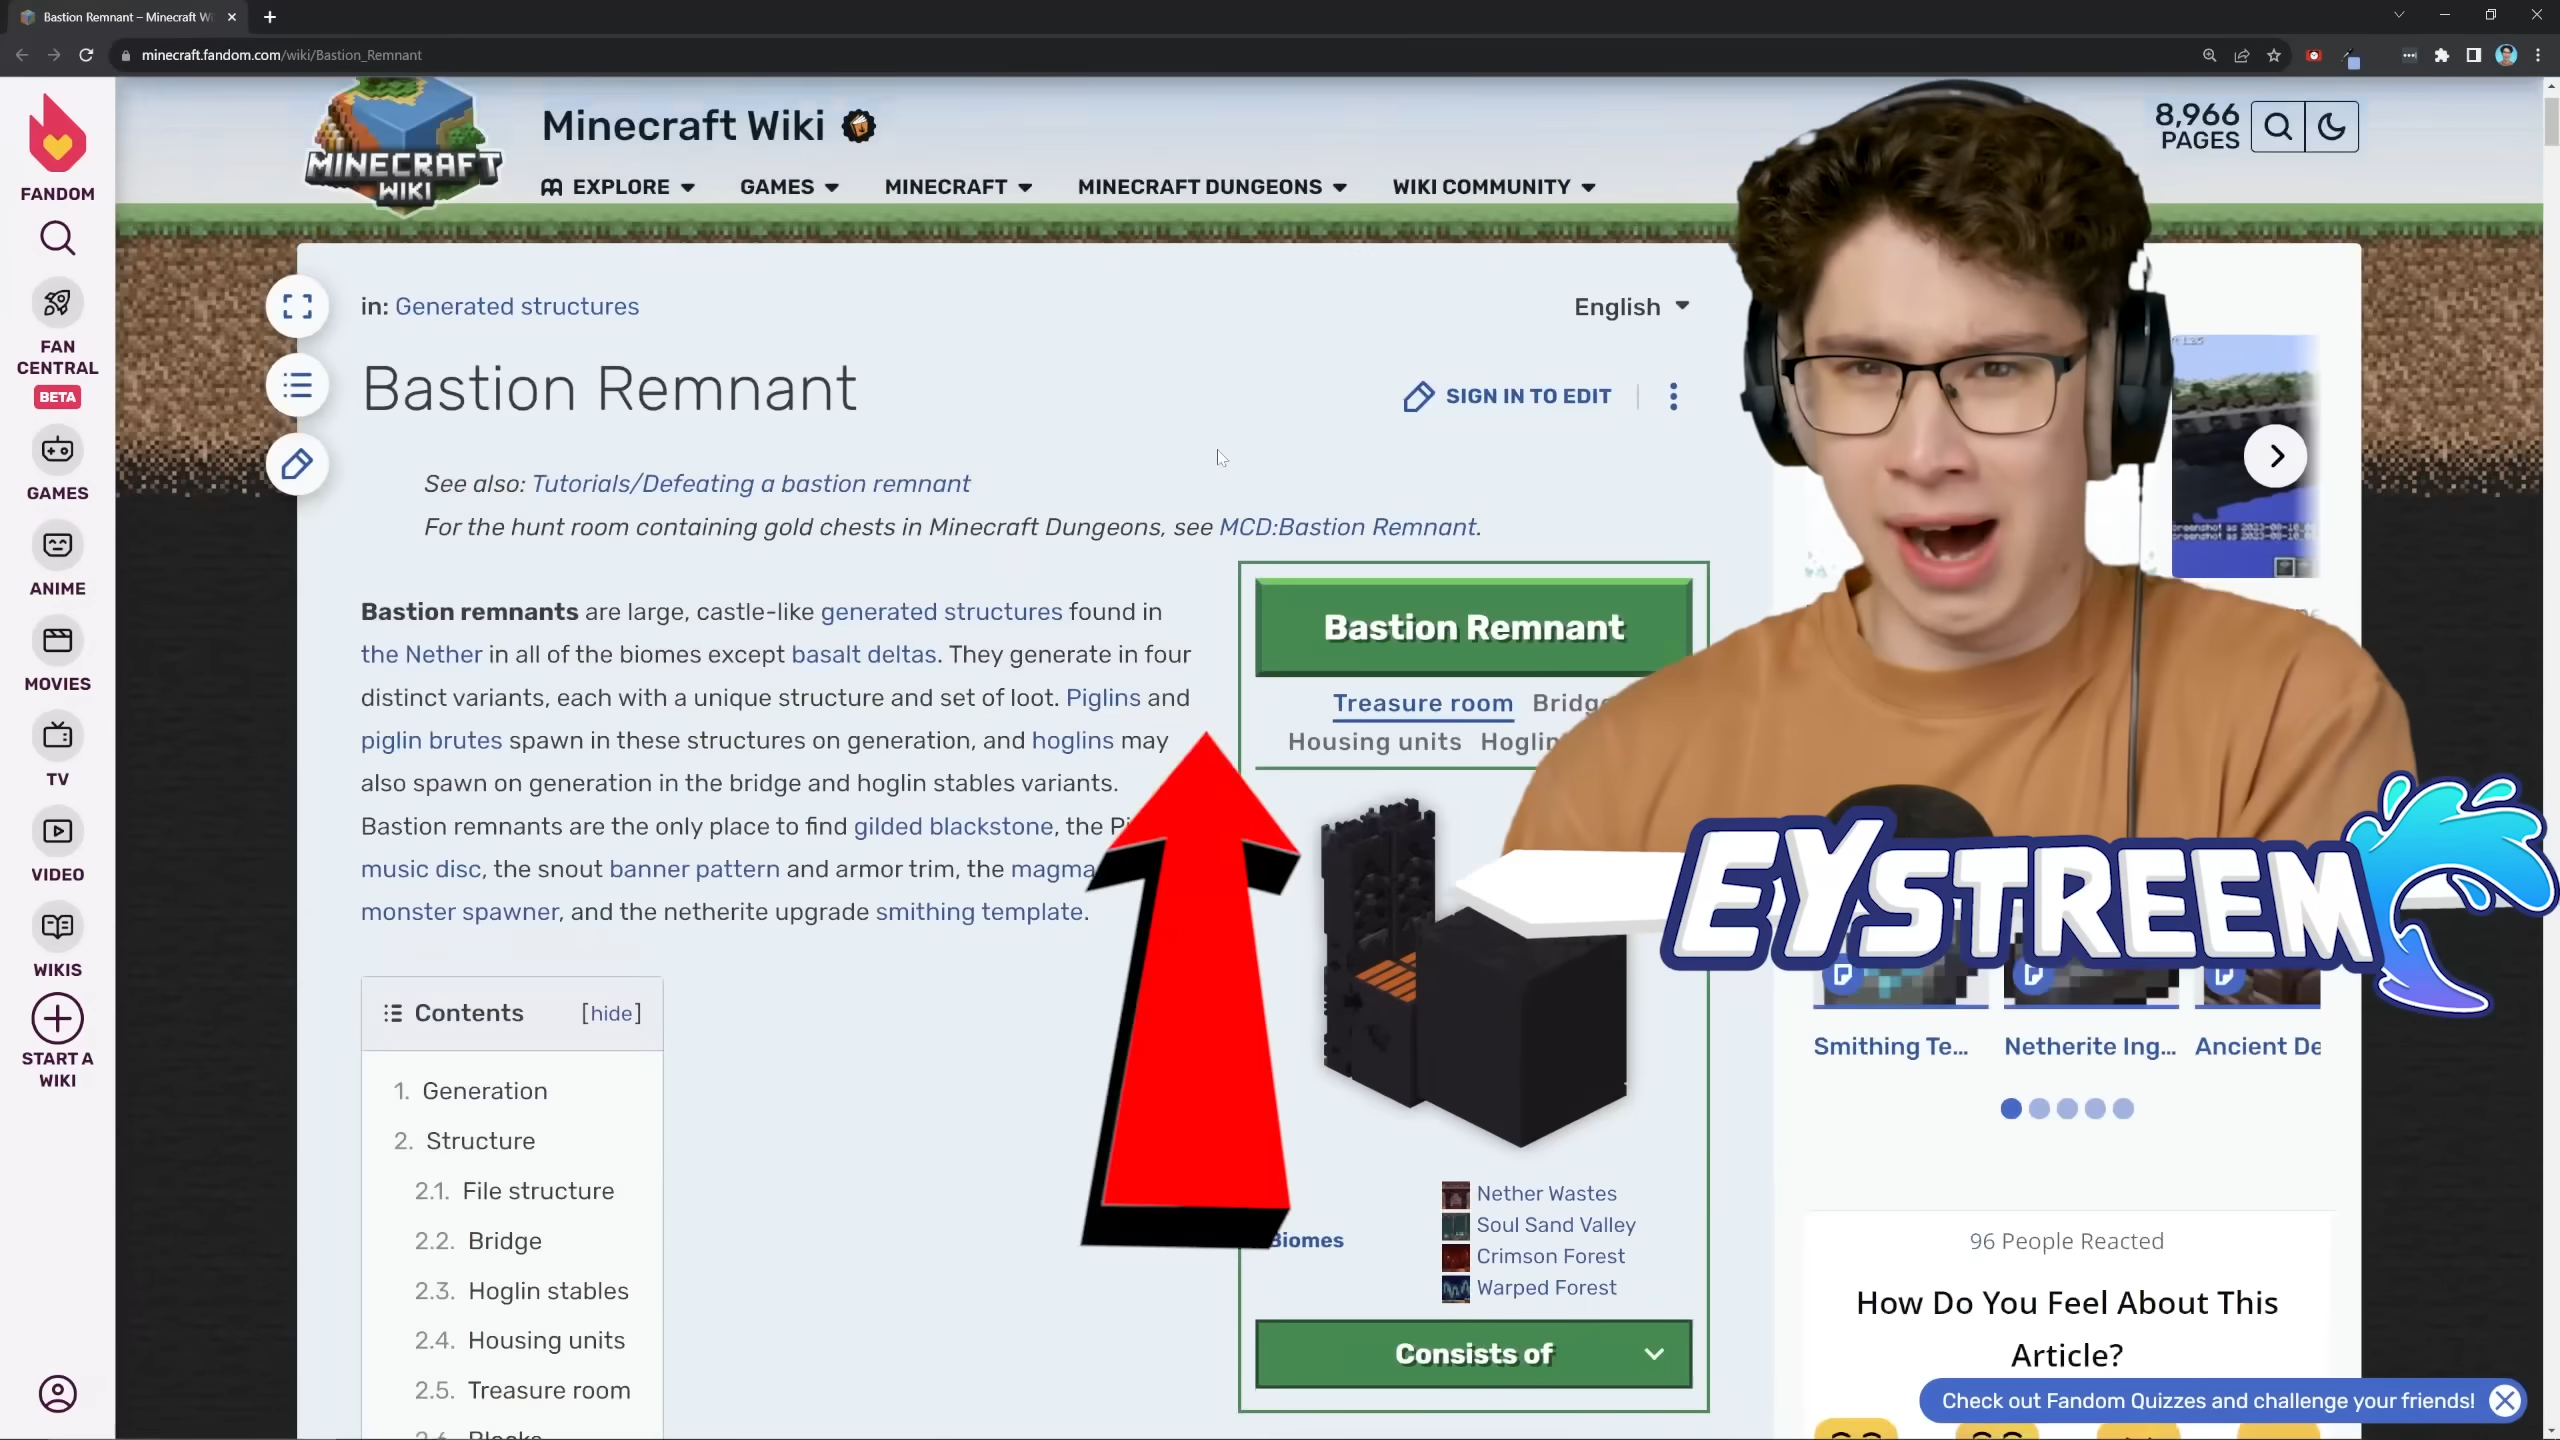 Bastion Remnant – Minecraft Wi
minecraft.fandom.com/wiki/Bastion_Remnant
FANDOM
FAN
CENTRAL
BETA
GAMES
ANIME
MOVIES
TV
VIDEO
WIKIS
START A
WIKI
MINECRAFT
WIKI
Minecraft Wiki
EXPLORE
GAMES
MINECRAFT
MINECRAFT DUNGEONS
WIKI COMMUNITY
8,966
PAGES
in: Generated structures
English
Bastion Remnant
SIGN IN TO EDIT
See also: Tutorials/Defeating a bastion remnant
For the hunt room containing gold chests in Minecraft Dungeons, see MCD:Bastion Remnant.
Bastion remnants are large, castle-like generated structures found in
the Nether in all of the biomes except basalt deltas. They generate in four
distinct variants, each with a unique structure and set of loot. Piglins and
piglin brutes spawn in these structures on generation, and hoglins may
also spawn on generation in the bridge and hoglin stables variants.
Bastion remnants are the only place to find gilded blackstone, the
music disc, the snout banner pattern and armor trim, the magma
monster spawner, and the netherite upgrade smithing template.
Contents [hide]
1. Generation
2. Structure
2.1. File structure
2.2. Bridge
2.3. Hoglin stables
2.4. Housing units
2.5. Treasure room
2.6. Blocks
Bastion Remnant
Treasure room Bridge
Housing units Hoglin
Biomes
Nether Wastes
Soul Sand Valley
Crimson Forest
Warped Forest
Consists of
EYSTREEM
Smithing Te... Netherite Ing... Ancient De
96 People Reacted
How Do You Feel About This
Article?
Check out Fandom Quizzes and challenge your friends!